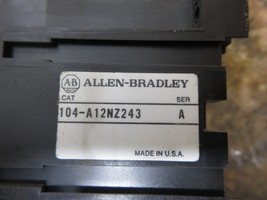 AB ALLEN-BRADLEY
CAT SER
104-A12NZ243 A
MADE IN U.S.A.